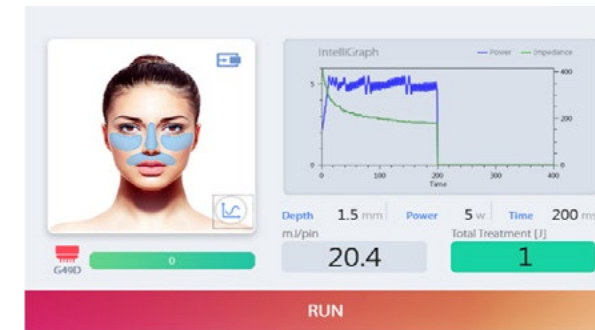 IntelliGraph
Power
Impedance
5
0
400
200
0
0 100 200 300 400
Time
Depth 1.5 mm Power 5 w Time 200 ms
mJ/pin
Total Treatment [J]
20.4
1
0
G49D
RUN